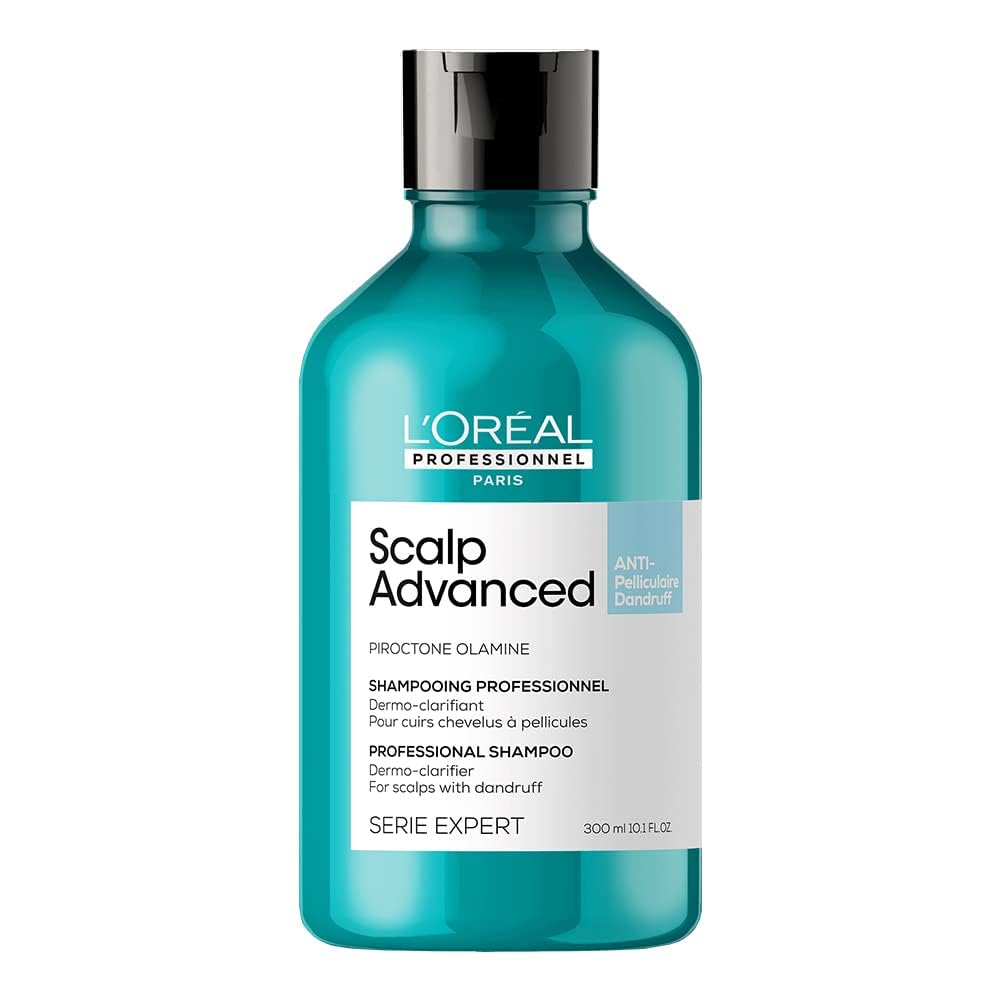 L'ORÉAL
PROFESSIONNEL
PARIS
Scalp
Advanced
ANTI-
Pelliculaire
Dandruff
PIROCTONE OLAMINE
SHAMPOOING PROFESSIONNEL
Dermo-clarifiant
Pour cuirs chevelus à pellicules
PROFESSIONAL SHAMPOO
Dermo-clarifier
For scalps with dandruff
SERIE EXPERT
300 ml 10.1 FL.OZ.